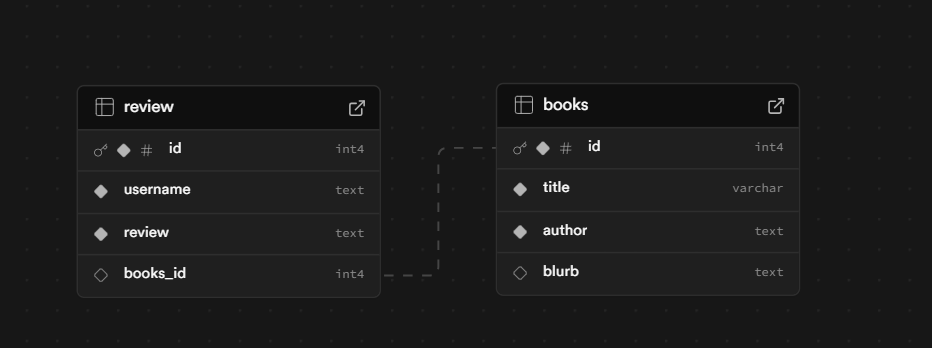 review
# id int4
username text
review text
books_id int4
books
# id int4
title varchar
author text
blurb text